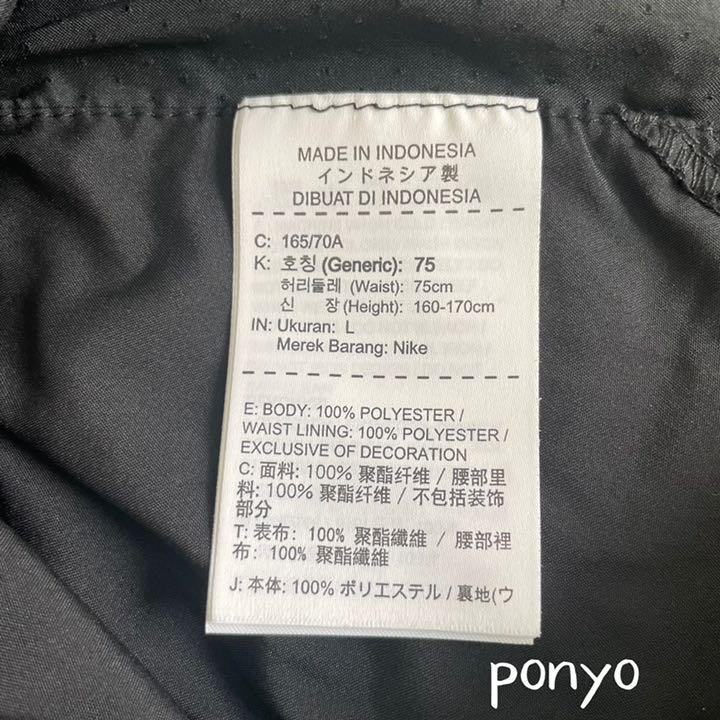 MADE IN INDONESIA
インドネシア製
DIBUAT DI INDONESIA
C: 165/70A
K: 호칭 (Generic): 75
허리둘레 (Waist): 75cm
신 장 (Height): 160-170cm
IN: Ukuran: L
Merek Barang: Nike
E: BODY: 100% POLYESTER /
WAIST LINING: 100% POLYESTER /
EXCLUSIVE OF DECORATION
C: 面料: 100% 聚酯纤维 / 腰部里
料: 100% 聚酯纤维 / 不包括装饰
部分
T: 表布: 100% 聚酯纖維 / 腰部裡
布: 100% 聚酯纖維
J: 本体: 100% ポリエステル / 裏地(ウ
ponyo